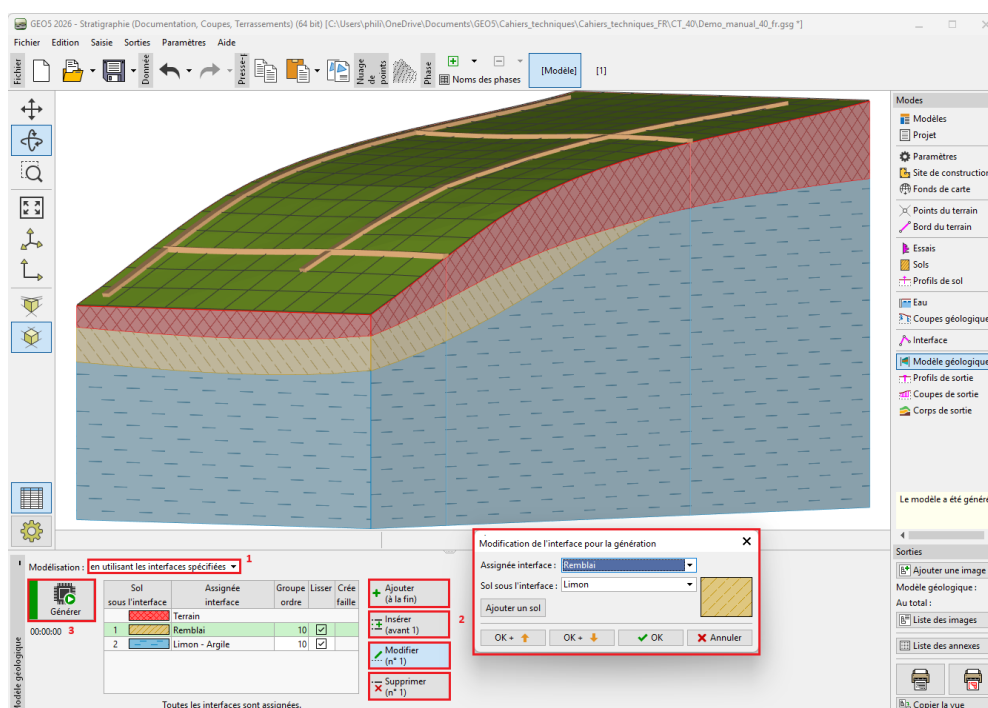 GEO5 2026 - Stratigraphie (Documentation, Coupes, Terrassements) (64 bit) [C:\Users\phili\OneDrive\Documents\GEO5\Cahiers_techniques\Cahiers_techniques_FR\CT_40\Demo_manual_40_fr.gsg *]
Fichier Edition Saisie Sorties Paramètres Aide
Fichier
Donnée
Presse-p
Nuage de points
Phase
Noms des phases
[Modèle]
[1]
Modes
Modèles
Projet
Paramètres
Site de construction
Fonds de carte
Points du terrain
Bord du terrain
Essais
Sols
Profils de sol
Eau
Coupes géologique
Interface
Modèle géologique
Profils de sortie
Coupes de sortie
Corps de sortie
Le modèle a été génére
Sorties
Ajouter une image
Modèle géologique :
Au total :
Liste des images
Liste des annexes
Copier la vue
Modèle géologique
Modélisation : en utilisant les interfaces spécifiées 1
Générer
00:00:00 3
Sol sous l'interface Assignée interface Groupe ordre Lisser Crée faille
Terrain
1 Remblai 10
2 Limon - Argile 10
Toutes les interfaces sont assignées.
Ajouter
(à la fin)
Insérer
(avant 1)
2
Modifier
(n° 1)
Supprimer
(n° 1)
Modification de l'interface pour la génération
Assignée interface : Remblai
Sol sous l'interface : Limon
Ajouter un sol
OK + OK + OK Annuler